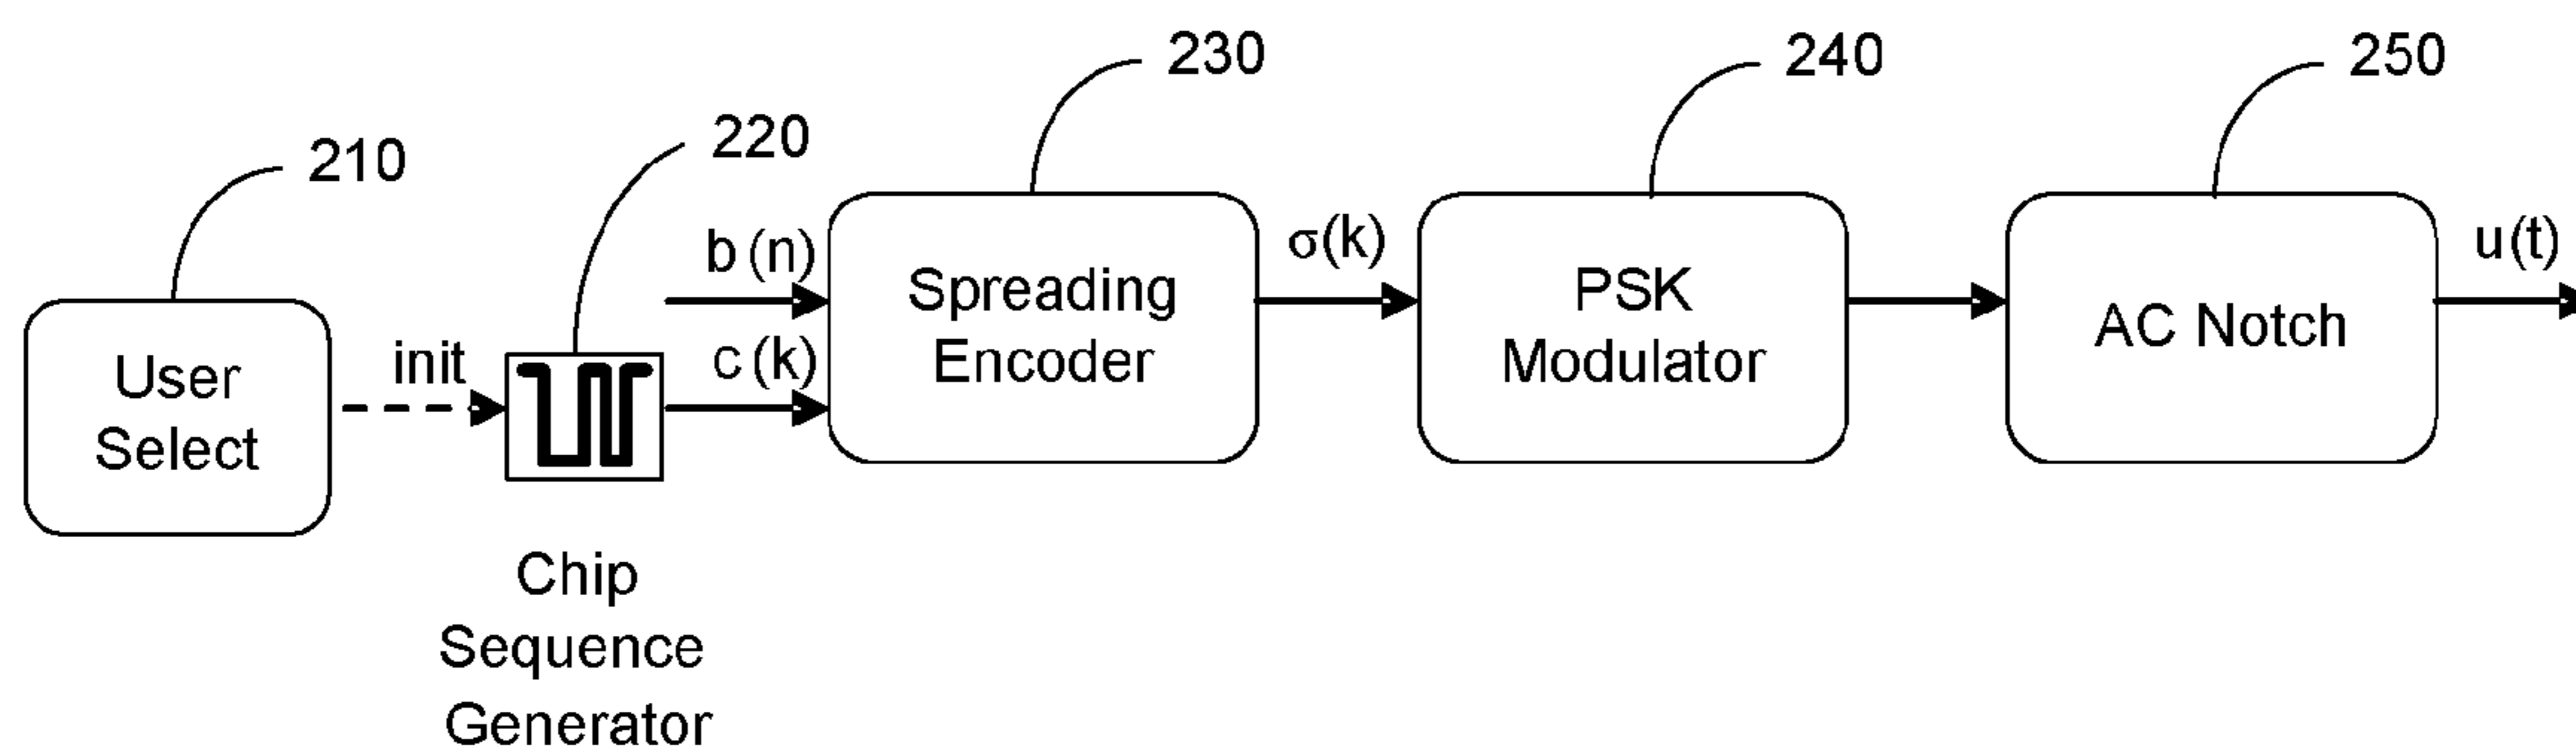 230
240
250
220
210
b(n)
σ(k)
u(t)
Spreading
Encoder
PSK
Modulator
AC Notch
init
c(k)
User
Select
Chip
Sequence
Generator